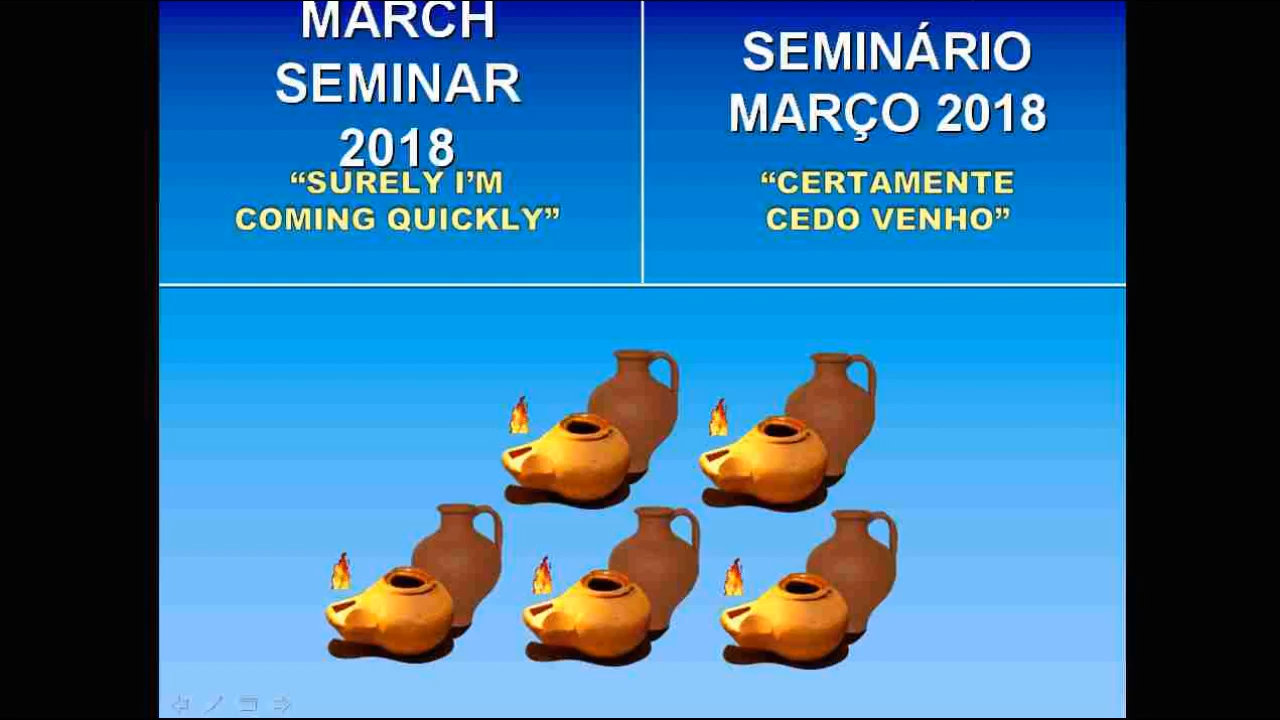 MARCH
SEMINAR
2018
“SURELY I’M
COMING QUICKLY”
SEMINÁRIO
MARÇO 2018
“CERTAMENTE
CEDO VENHO”